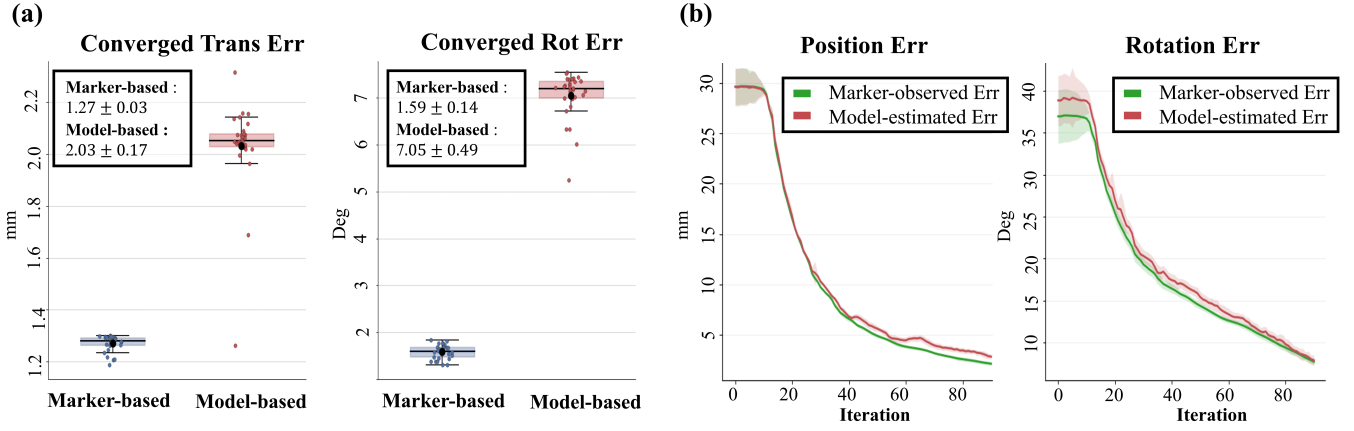 (a)
Converged Trans Err
Marker-based :
1.27 ± 0.03
Model-based :
2.03 ± 0.17
mm
2.2
2.0
1.8
1.6
1.4
1.2
Marker-based
Model-based
Converged Rot Err
Marker-based :
1.59 ± 0.14
Model-based :
7.05 ± 0.49
Deg
7
6
5
4
3
2
Marker-based
Model-based
(b)
Position Err
Marker-observed Err
Model-estimated Err
mm
30
25
30
15
10
5
0
20
40
60
80
Iteration
Rotation Err
Marker-observed Err
Model-estimated Err
Deg
40
35
30
25
20
15
10
0
20
40
60
80
Iteration